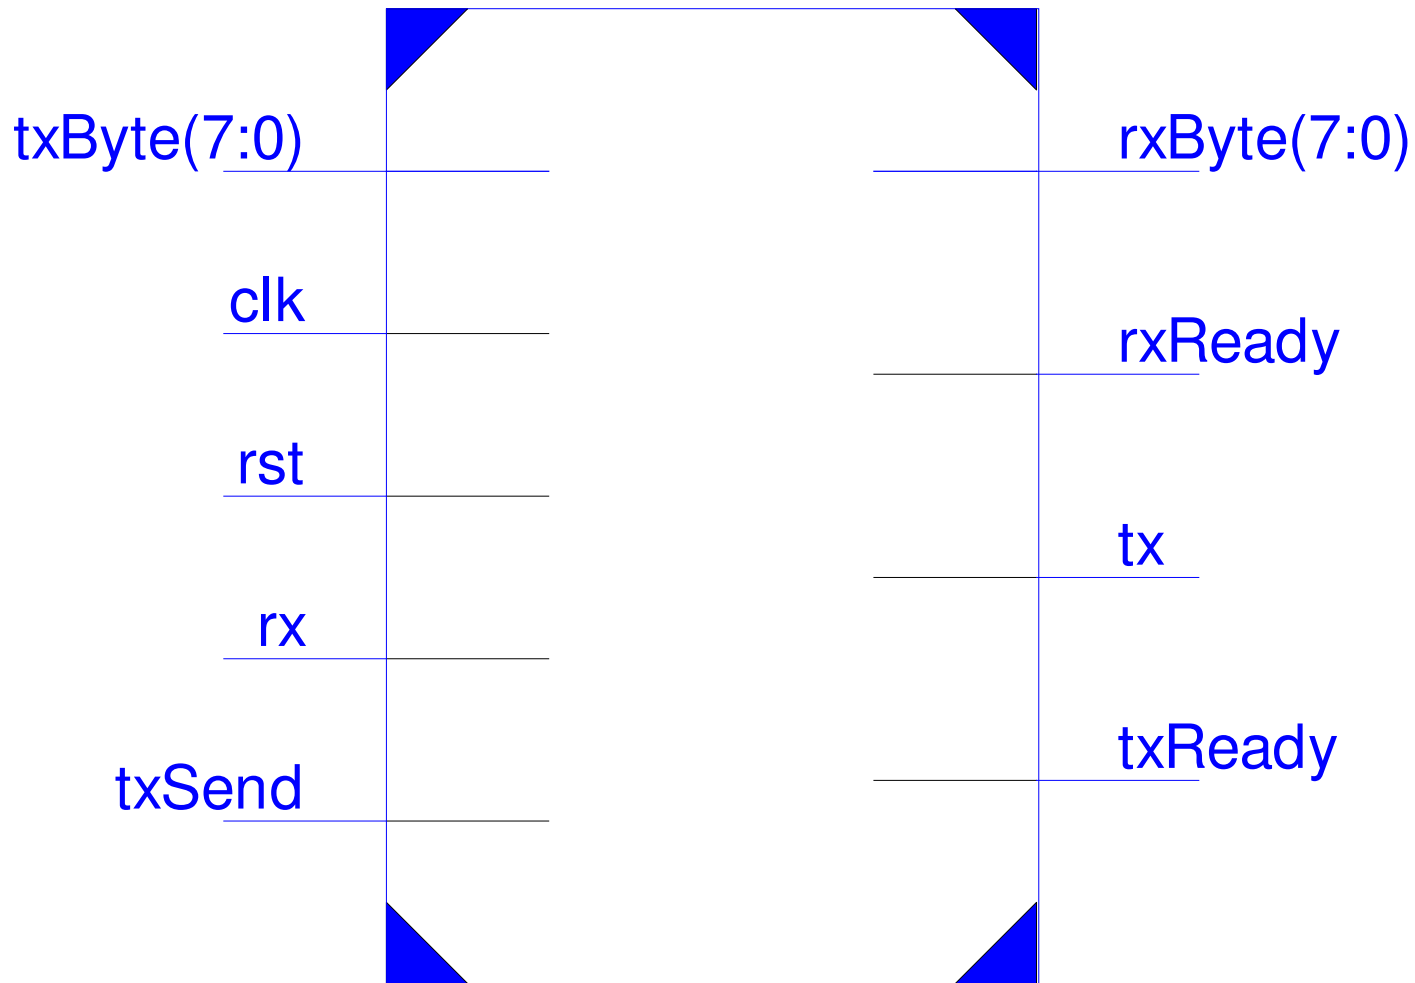 txByte(7:0)
clk
rst
rx
txSend
rxByte(7:0)
rxReady
tx
txReady